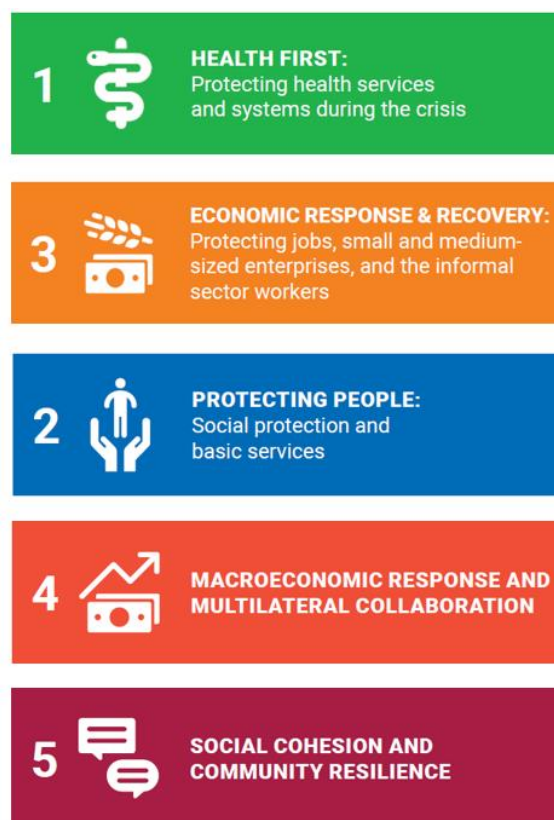 1
HEALTH FIRST:
Protecting health services
and systems during the crisis
3
ECONOMIC RESPONSE & RECOVERY:
Protecting jobs, small and medium-
sized enterprises, and the informal
sector workers
2
PROTECTING PEOPLE:
Social protection and
basic services
4
MACROECONOMIC RESPONSE AND
MULTILATERAL COLLABORATION
5
SOCIAL COHESION AND
COMMUNITY RESILIENCE